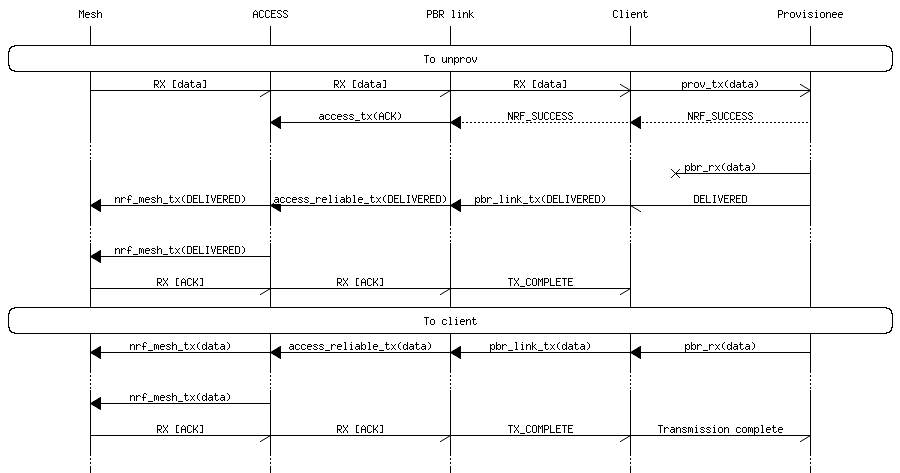 Mesh ACCESS PBR link Client Provisionee
To unprov
RX [data] RX [data] RX [data] prov_tx(data)
access_tx(ACK) NRF_SUCCESS NRF_SUCCESS
pbr_rx(data)
nrf_mesh_tx(DELIVERED) access_reliable_tx(DELIVERED) pbr_link_tx(DELIVERED) DELIVERED
nrf_mesh_tx(DELIVERED)
RX [ACK] RX [ACK] TX_COMPLETE
To client
nrf_mesh_tx(data) access_reliable_tx(data) pbr_link_tx(data) pbr_rx(data)
nrf_mesh_tx(data)
RX [ACK] RX [ACK] TX_COMPLETE Transmission complete